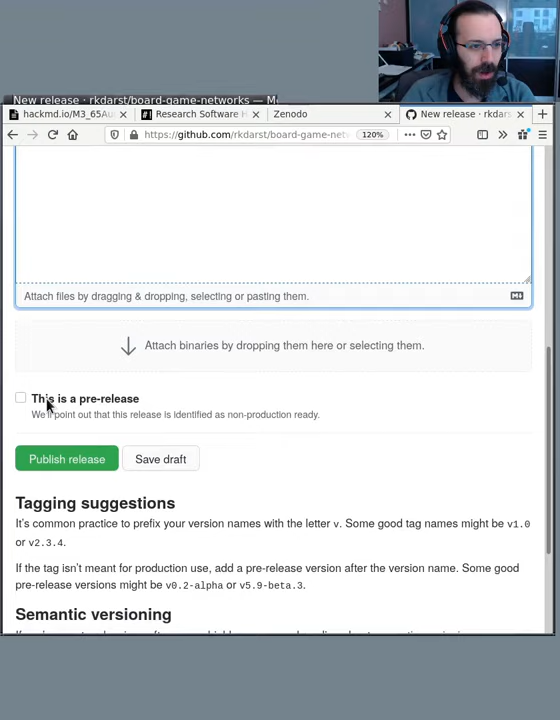 New release · rkdarst/board-game-networks — M
hackmd.io/M3_65Au
Research Software H
Zenodo
New release · rkdars
https://github.com/rkdarst/board-game-netw
120%
Attach files by dragging & dropping, selecting or pasting them.
Attach binaries by dropping them here or selecting them.
This is a pre-release
We'll point out that this release is identified as non-production ready.
Publish release
Save draft
Tagging suggestions
It's common practice to prefix your version names with the letter v. Some good tag names might be v1.0
or v2.3.4.
If the tag isn't meant for production use, add a pre-release version after the version name. Some good
pre-release versions might be v0.2-alpha or v5.9-beta.3.
Semantic versioning